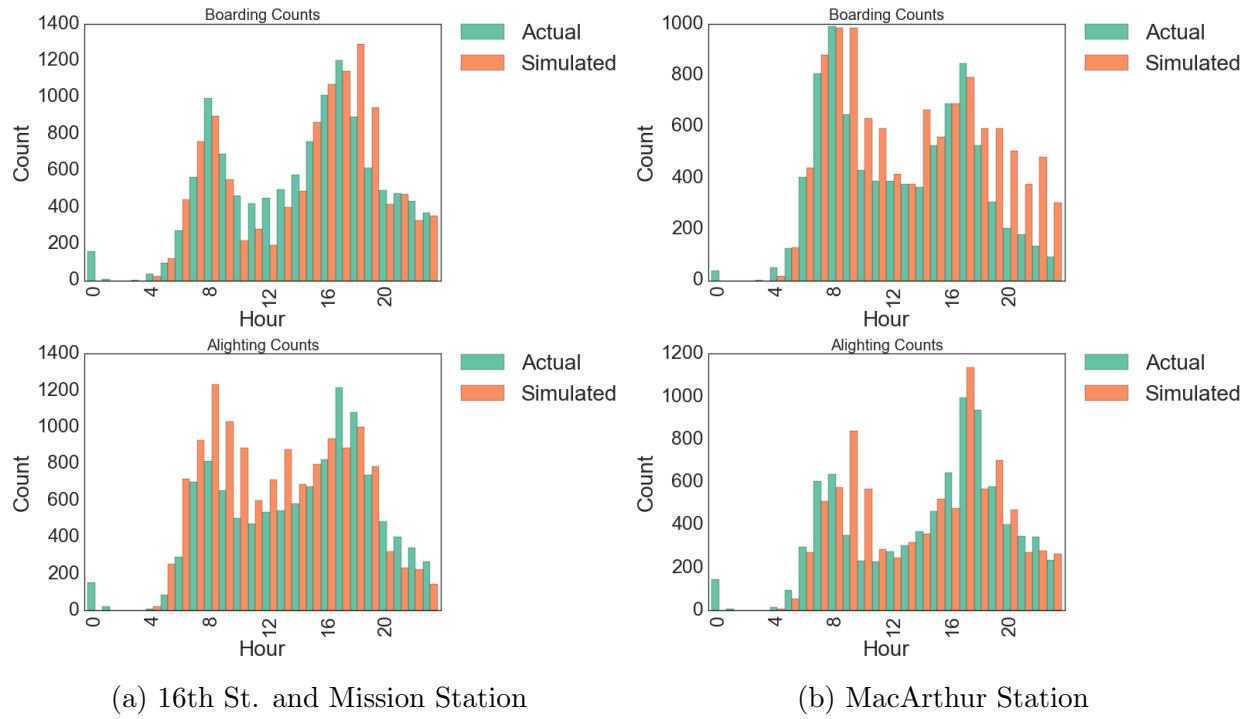 Boarding Counts
1400
1200
1000
800
600
400
200
0
Count
0
4
8
12
16
20
Hour
Actual
Simulated
Boarding Counts
1000
800
600
400
200
0
Count
0
4
8
12
16
20
Hour
Actual
Simulated
Alighting Counts
1400
1200
1000
800
600
400
200
0
Count
0
4
8
12
16
20
Hour
Actual
Simulated
Alighting Counts
1200
1000
800
600
400
200
0
Count
0
4
8
12
16
20
Hour
Actual
Simulated
(a) 16th St. and Mission Station
(b) MacArthur Station